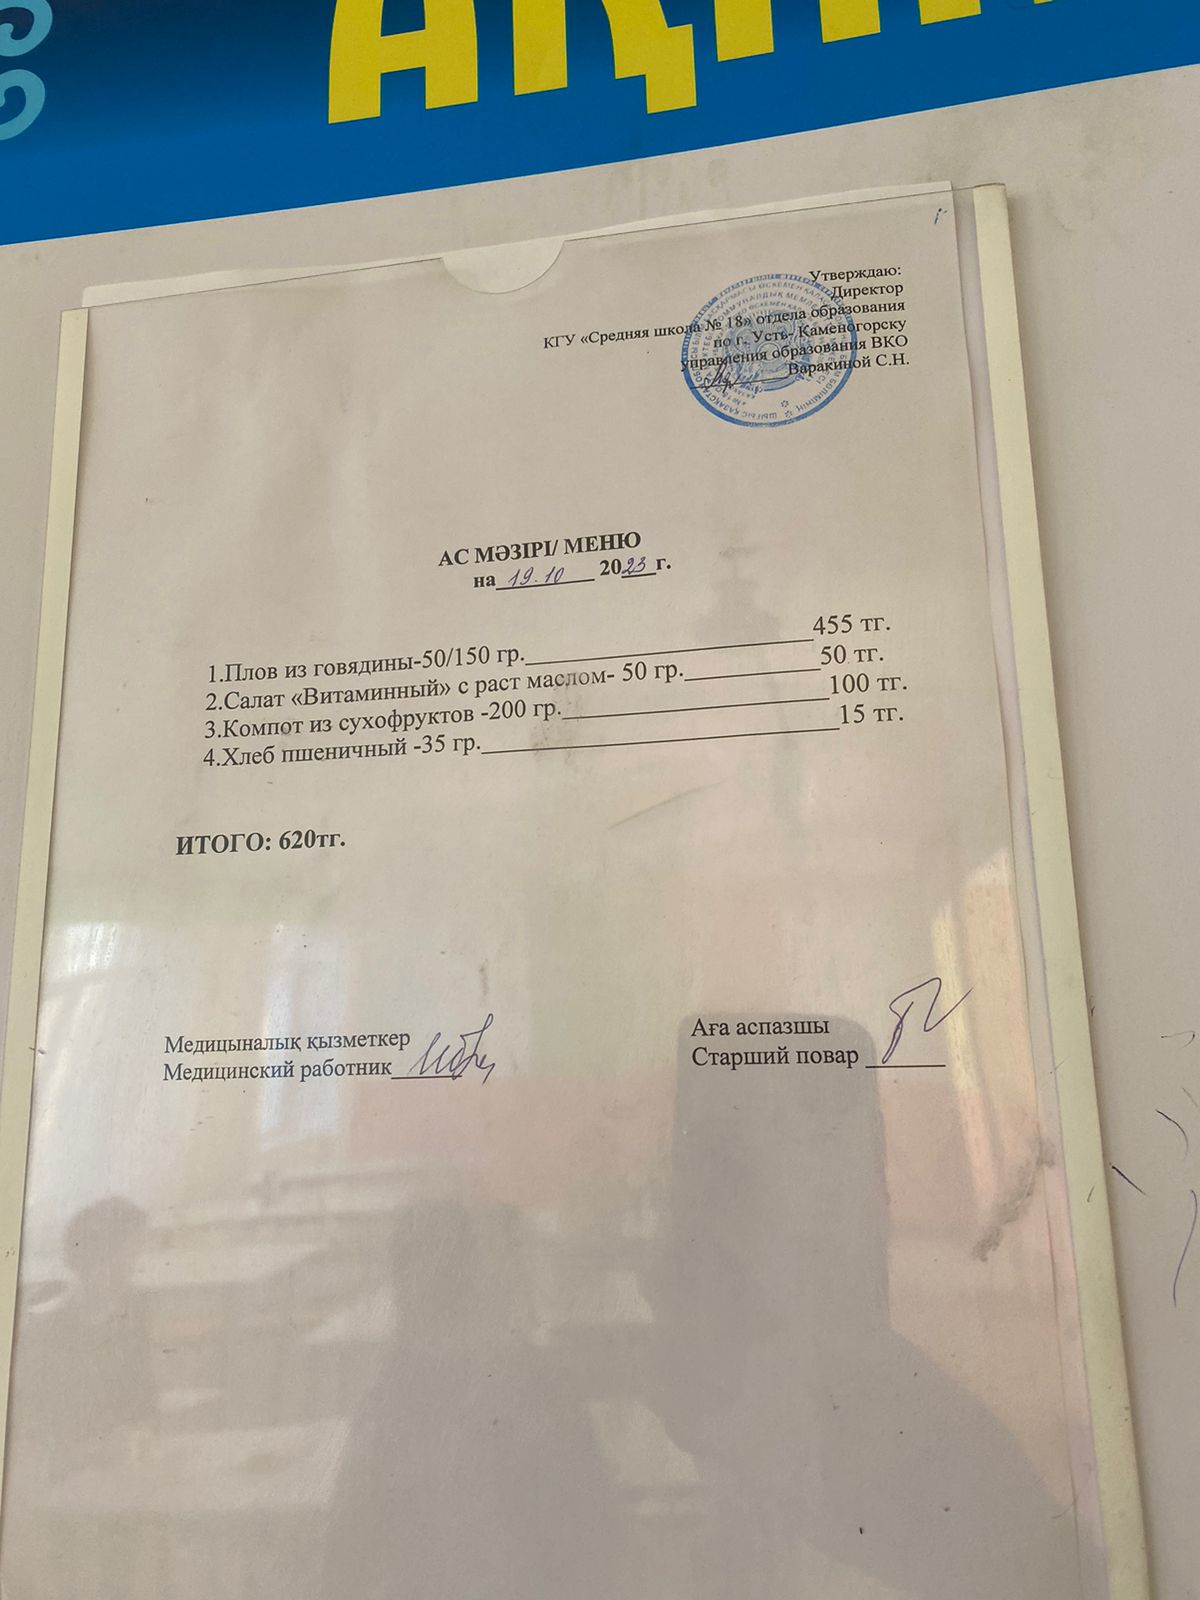 Утверждаю:
Директор
КГУ «Средняя школа № 18» отдела образования
по г. Усть- Каменогорску
управления образования ВКО
Варакиной С.Н.
АС МӘЗІРІ/ МЕНЮ
на 19.10 2023 г.
1.Плов из говядины-50/150 гр. 455 тг.
2.Салат «Витаминный» с раст маслом- 50 гр. 50 тг.
3.Компот из сухофруктов -200 гр. 100 тг.
4.Хлеб пшеничный -35 гр. 15 тг.
ИТОГО: 620тг.
Медицыналық қызметкер
Медицинский работник
Аға аспазшы
Старший повар